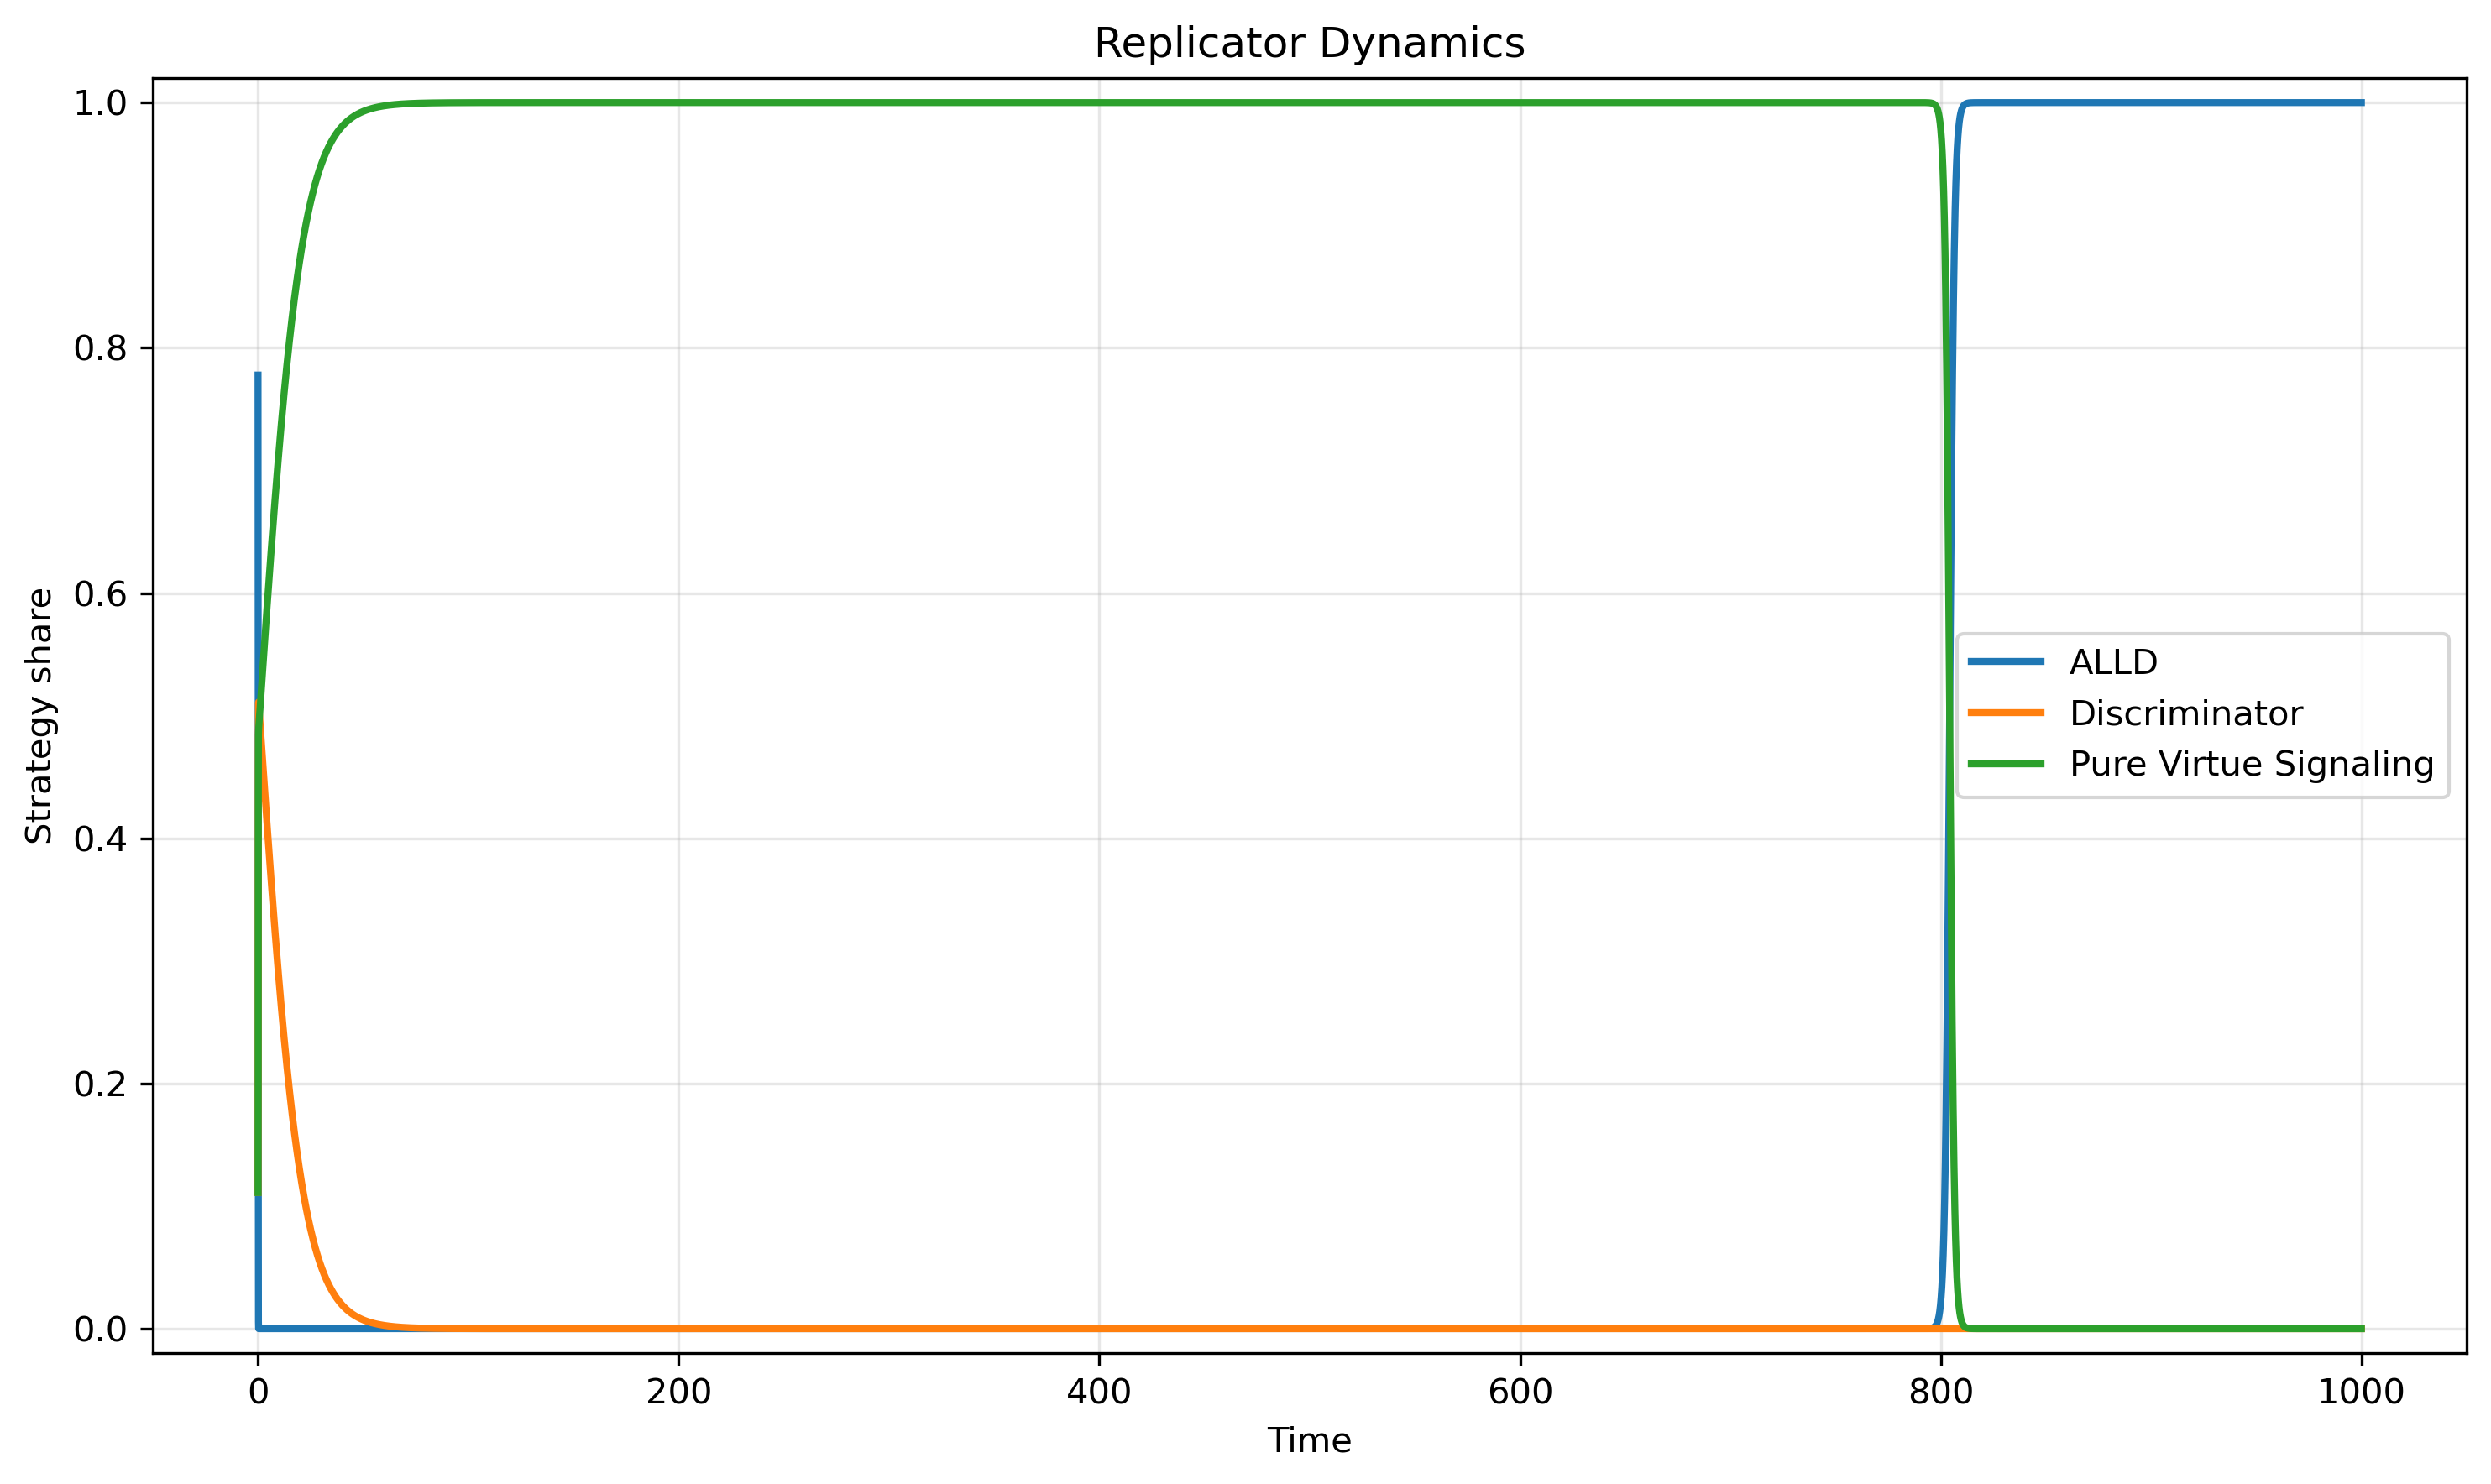 Replicator Dynamics
1.0
0.8
0.6
0.4
0.2
0.0
Strategy share
ALLD
Discriminator
Pure Virtue Signaling
0 200 400 600 800 1000
Time